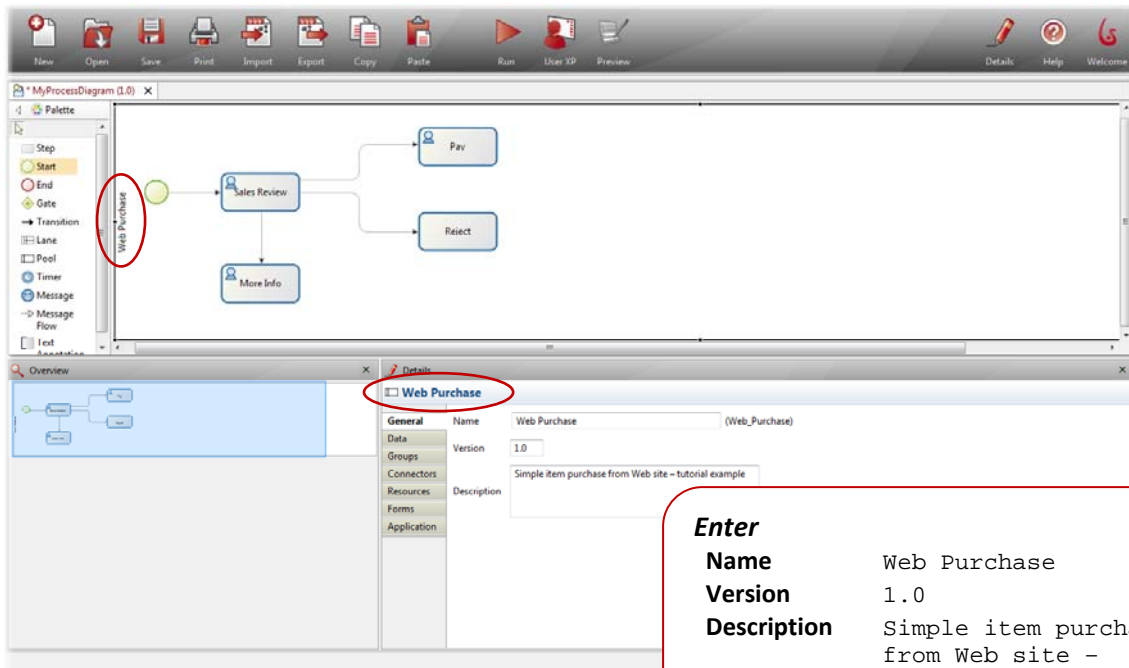 New Open Save Print Import Export Copy Paste Run User XP Preview Details Help Welcome
* MyProcessDiagram (1.0)
Palette
Step
Start
End
Gate
Transition
Lane
Pool
Timer
Message
Message
Flow
Text
Annotation
Web Purchase
Sales Review
Pay
Reject
More Info
Overview
Details
Web Purchase
General
Data
Groups
Connectors
Resources
Forms
Application
Name Web Purchase (Web_Purchase)
Version 1.0
Description Simple item purchase from Web site – tutorial example
Enter
Name Web Purchase
Version 1.0
Description Simple item purcha
from Web site –